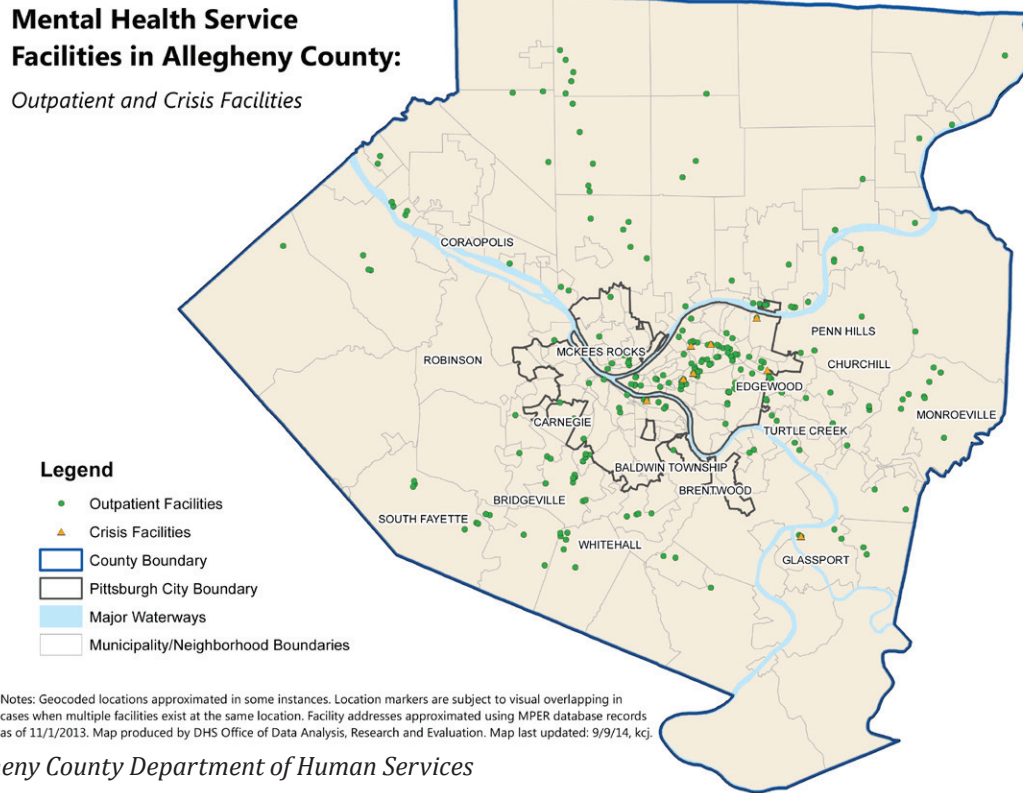 Mental Health Service
Facilities in Allegheny County:
Outpatient and Crisis Facilities
CORAOPOLIS
PENN HILLS
MCKEES ROCKS
ROBINSON
CHURCHILL
EDGEWOOD
MONROEVILLE
CARNEGIE
TURTLE CREEK
BALDWIN TOWNSHIP
BRENTWOOD
BRIDGEVILLE
SOUTH FAYETTE
WHITEHALL
GLASSPORT
Legend
Outpatient Facilities
Crisis Facilities
County Boundary
Pittsburgh City Boundary
Major Waterways
Municipality/Neighborhood Boundaries
Notes: Geocoded locations approximated in some instances. Location markers are subject to visual overlapping in
cases when multiple facilities exist at the same location. Facility addresses approximated using MPER database records
as of 11/1/2013. Map produced by DHS Office of Data Analysis, Research and Evaluation. Map last updated: 9/9/14, kcj.
eny County Department of Human Services